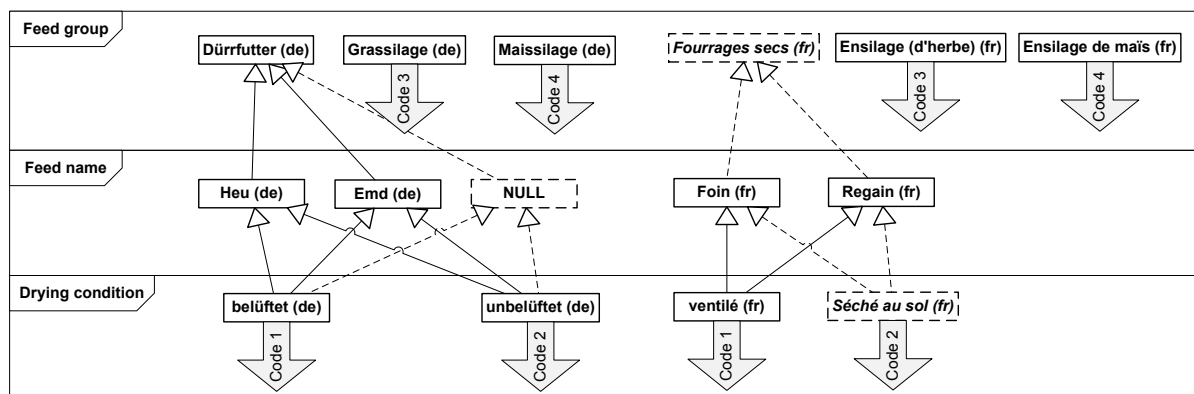 Feed group
Dürrfutter (de)
Grassilage (de)
Maissilage (de)
Fourrages secs (fr)
Ensilage (d'herbe) (fr)
Ensilage de maïs (fr)
Code 3
Code 4
Code 3
Code 4
Feed name
Heu (de)
Emd (de)
NULL
Foin (fr)
Regain (fr)
Drying condition
belüftet (de)
unbelüftet (de)
ventilé (fr)
Séché au sol (fr)
Code 1
Code 2
Code 1
Code 2